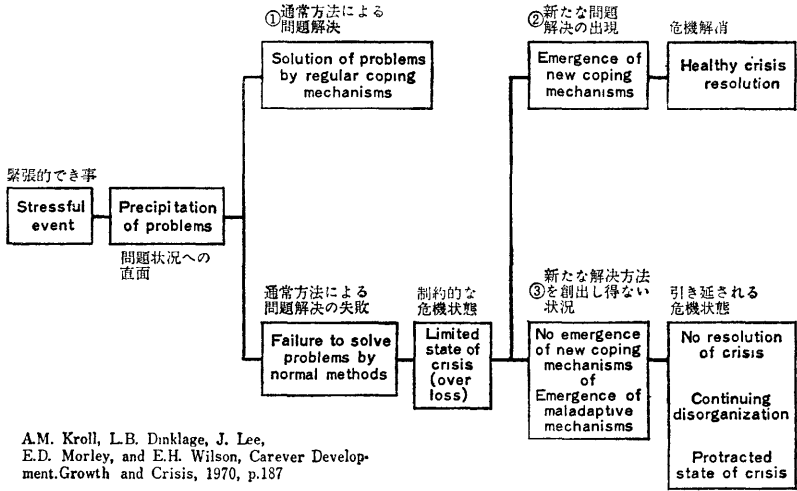 ①通常方法による
問題解決
Solution of problems
by regular coping
mechanisms
②新たな問題
解決の出現
Emergence of
new coping
mechanisms
危機解消
Healthy crisis
resolution
緊張的でき事
Stressful
event
Precipitation
of problems
問題状況への
直面
通常方法による
問題解決の失敗
Failure to solve
problems by
normal methods
制約的な
危機状態
Limited
state of
crisis
(over
loss)
新たな解決方法
③を創出し得ない
状況
No emergence
of new coping
mechanisms
of
Emergence of
maladaptive
mechanisms
引き延される
危機状態
No resolution
of crisis
Continuing
disorganization
Protracted
state of crisis
A.M. Kroll, L.B. Dinklage, J. Lee,
E.D. Morley, and E.H. Wilson, Carever Develop-
ment.Growth and Crisis, 1970, p.187